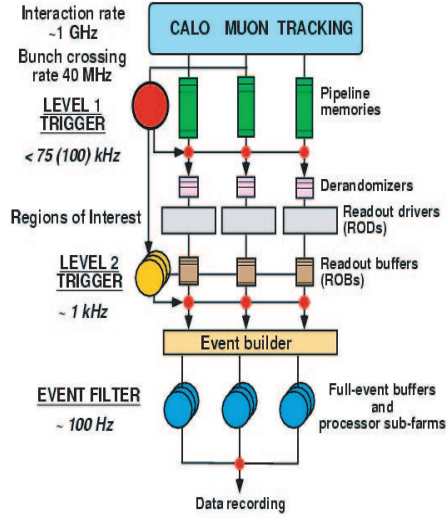 Interaction rate
~1 GHz
CALO MUON TRACKING
Bunch crossing
rate 40 MHz
LEVEL 1
TRIGGER
Pipeline
memories
< 75 (100) kHz
Derandomizers
Regions of Interest
Readout drivers
(RODs)
LEVEL 2
TRIGGER
Readout buffers
(ROBs)
~ 1 kHz
Event builder
EVENT FILTER
~ 100 Hz
Full-event buffers
and
processor sub-farms
Data recording